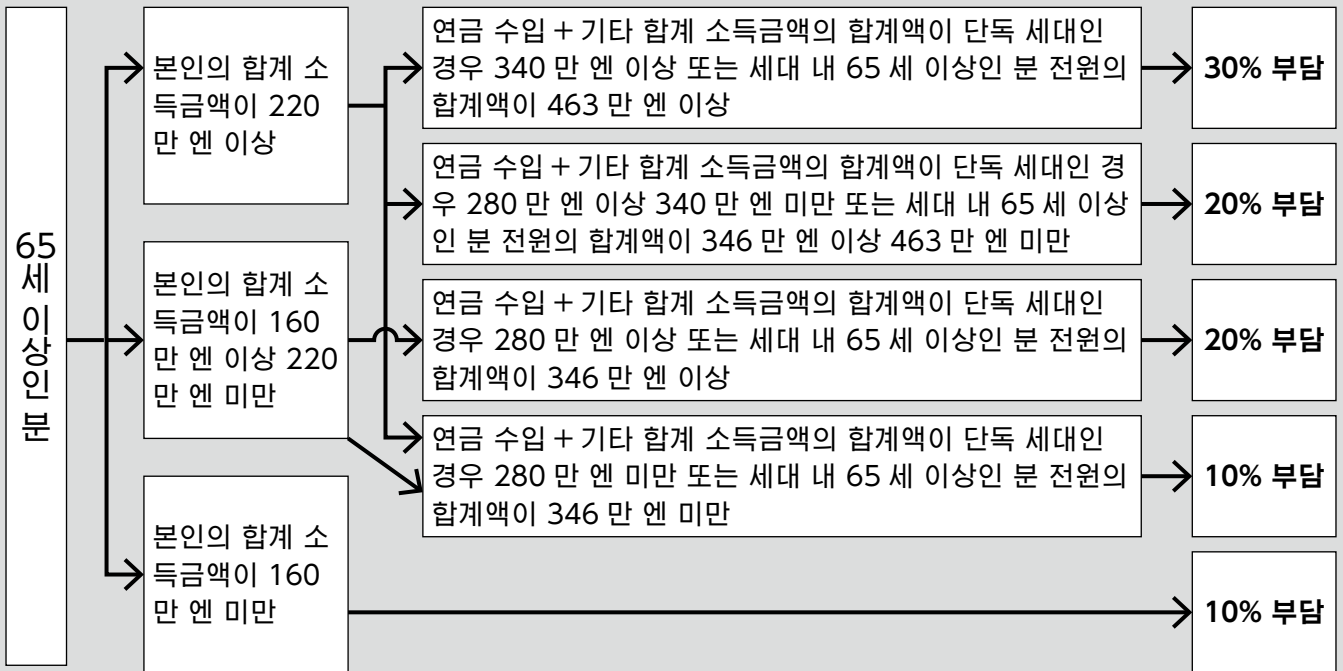 65
세 이상인 분
본인의 합계 소
득금액이 220
만 엔 이상
연금 수입 + 기타 합계 소득금액의 합계액이 단독 세대인
경우 340 만 엔 이상 또는 세대 내 65 세 이상인 분 전원의
합계액이 463 만 엔 이상
30% 부담
연금 수입 + 기타 합계 소득금액의 합계액이 단독 세대인 경
우 280 만 엔 이상 340 만 엔 미만 또는 세대 내 65 세 이상
인 분 전원의 합계액이 346 만 엔 이상 463 만 엔 미만
20% 부담
본인의 합계 소
득금액이 160
만 엔 이상 220
만 엔 미만
연금 수입 + 기타 합계 소득금액의 합계액이 단독 세대인
경우 280 만 엔 이상 또는 세대 내 65 세 이상인 분 전원의
합계액이 346 만 엔 이상
20% 부담
연금 수입 + 기타 합계 소득금액의 합계액이 단독 세대인
경우 280 만 엔 미만 또는 세대 내 65 세 이상인 분 전원의
합계액이 346 만 엔 미만
10% 부담
본인의 합계 소
득금액이 160
만 엔 미만
10% 부담